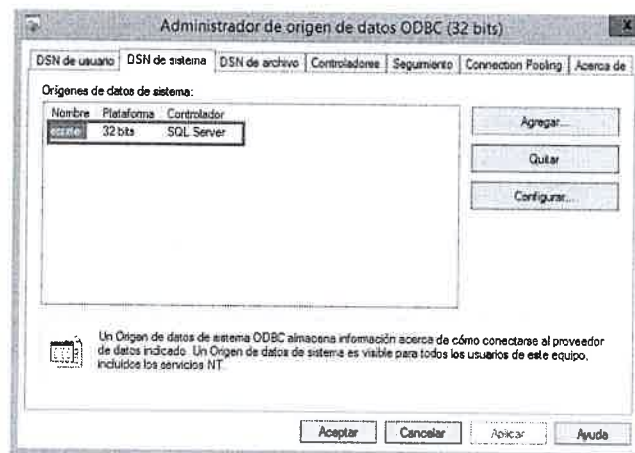 Administrador de origen de datos ODBC (32 bits)
DSN de usuario DSN de sistema DSN de archivo Controladores Seguimiento Connection Pooling Acerca de
Orígenes de datos de sistema:
Nombre Plataforma Controlador
32 bits SQL Server
Agregar...
Quitar
Configurar...
Un Origen de datos de sistema ODBC almacena información acerca de cómo conectarse al proveedor
de datos indicado. Un Origen de datos de sistema es visible para todos los usuarios de este equipo,
incluidos los servicios NT.
Aceptar Cancelar Aplicar Ayuda